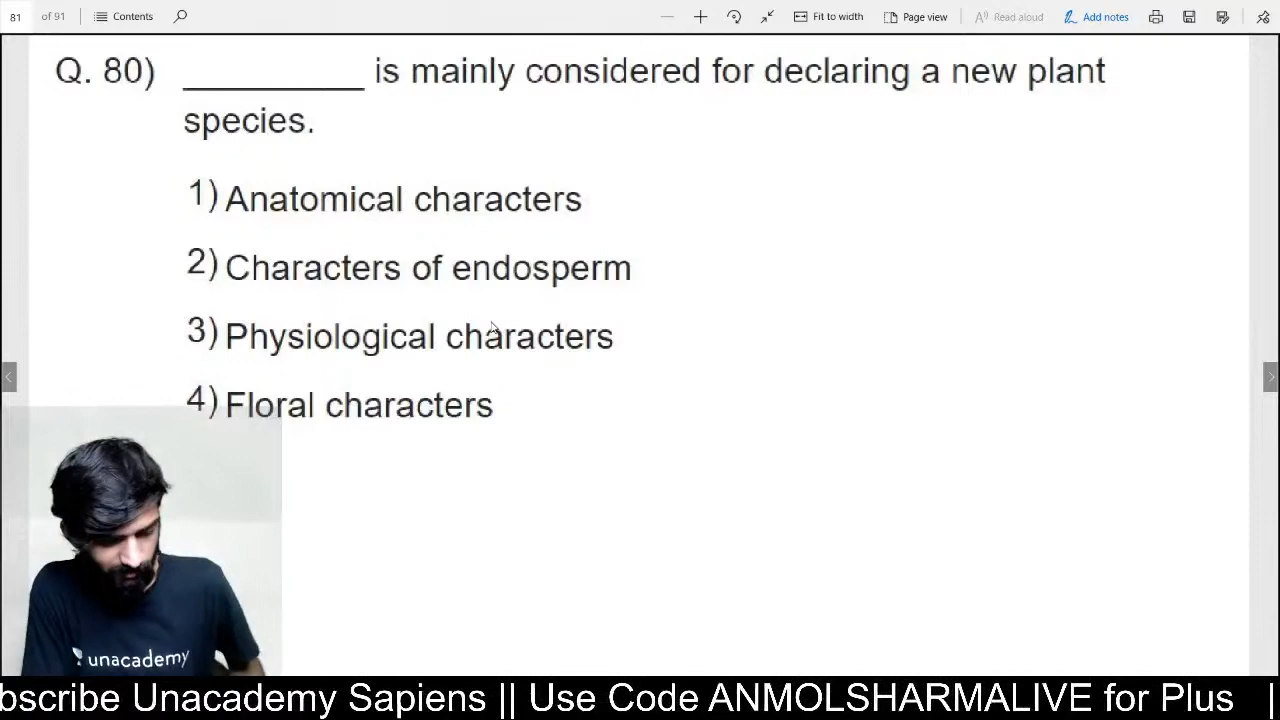 81 of 91 Contents Fit to width Page view Read aloud Add notes
Q. 80) __________ is mainly considered for declaring a new plant
species.
1) Anatomical characters
2) Characters of endosperm
3) Physiological characters
4) Floral characters
unacademy
bscribe Unacademy Sapiens || Use Code ANMOLSHARMALIVE for Plus |